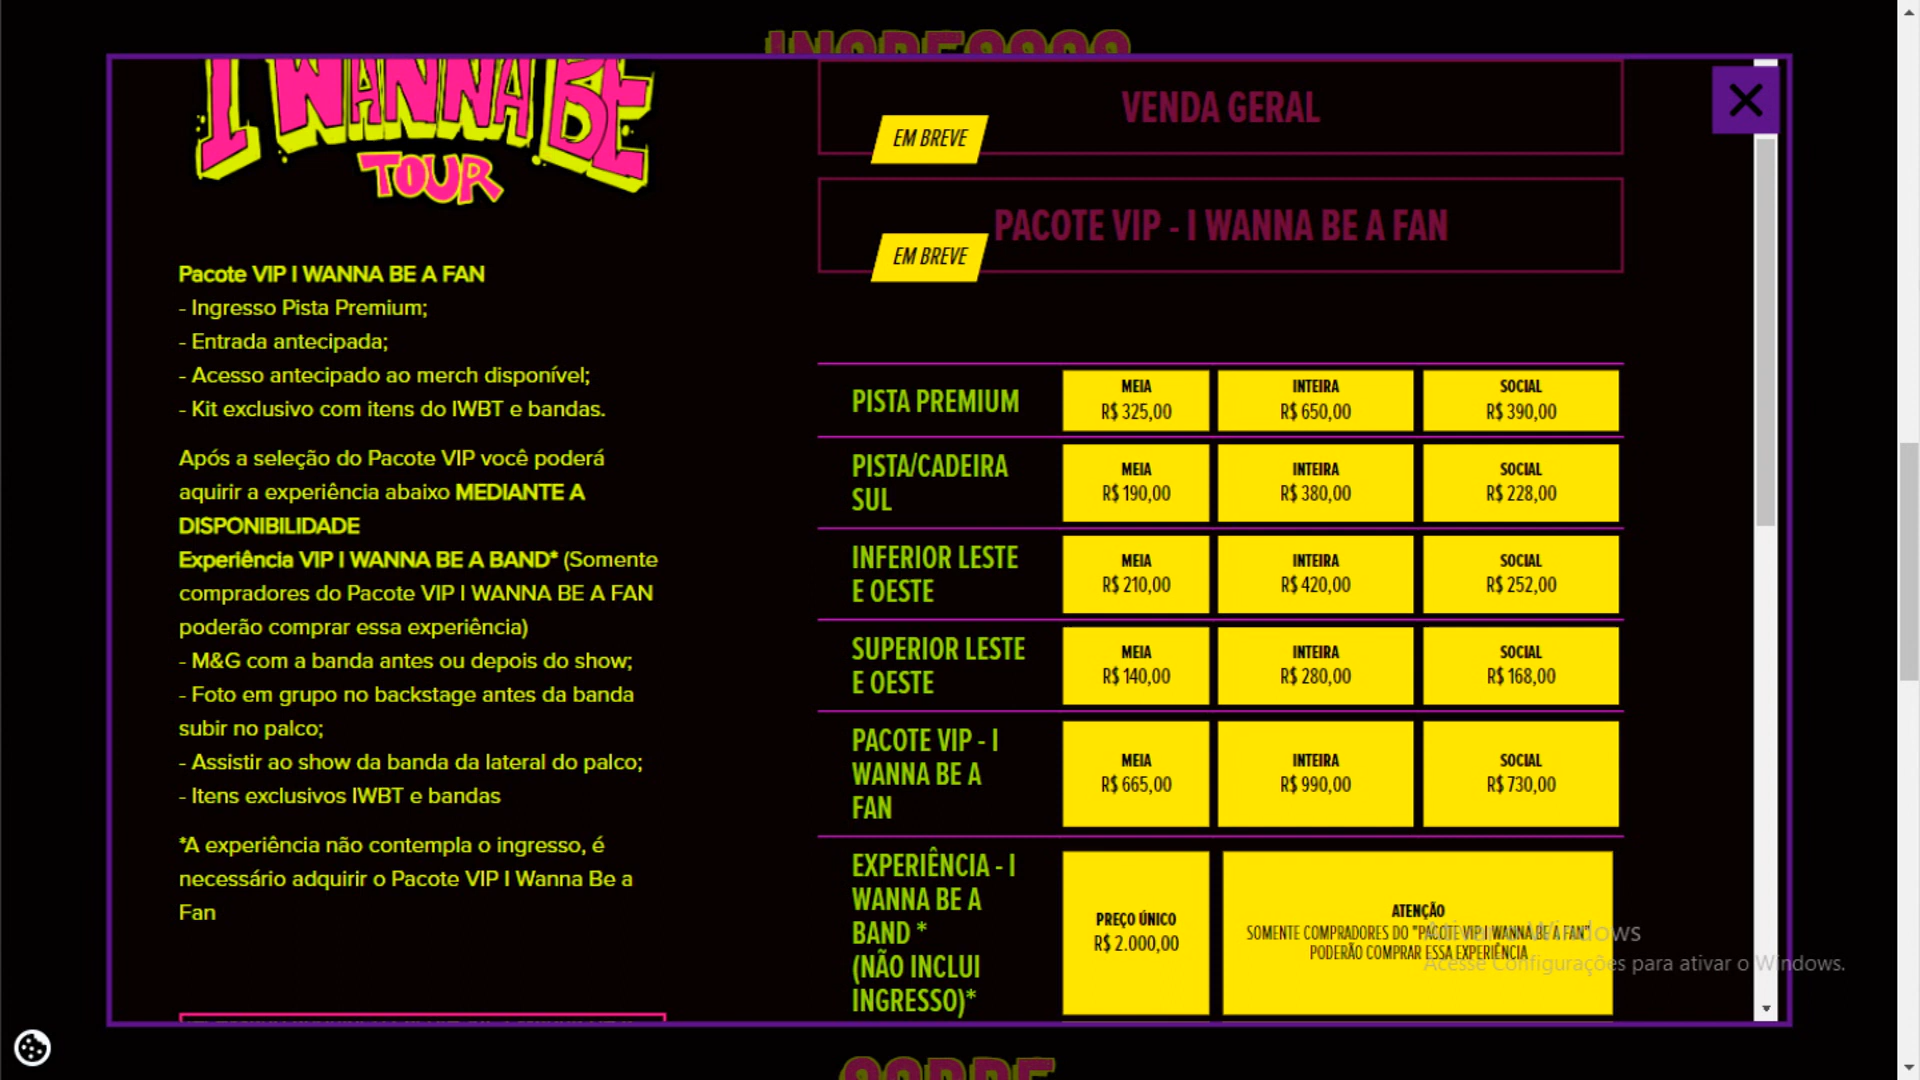 INGRESSOS
I WANNA BE
TOUR
Pacote VIP I WANNA BE A FAN
- Ingresso Pista Premium;
- Entrada antecipada;
- Acesso antecipado ao merch disponível;
- Kit exclusivo com itens do IWBT e bandas.
Após a seleção do Pacote VIP você poderá
aquirir a experiência abaixo MEDIANTE A
DISPONIBILIDADE
Experiência VIP I WANNA BE A BAND* (Somente
compradores do Pacote VIP I WANNA BE A FAN
poderão comprar essa experiência)
- M&G com a banda antes ou depois do show;
- Foto em grupo no backstage antes da banda
subir no palco;
- Assistir ao show da banda da lateral do palco;
- Itens exclusivos IWBT e bandas
*A experiência não contempla o ingresso, é
necessário adquirir o Pacote VIP I Wanna Be a
Fan
VENDA GERAL
EM BREVE
PACOTE VIP - I WANNA BE A FAN
EM BREVE
PISTA PREMIUM
MEIA
R$ 325,00
INTEIRA
R$ 650,00
SOCIAL
R$ 390,00
PISTA/CADEIRA
SUL
MEIA
R$ 190,00
INTEIRA
R$ 380,00
SOCIAL
R$ 228,00
INFERIOR LESTE
E OESTE
MEIA
R$ 210,00
INTEIRA
R$ 420,00
SOCIAL
R$ 252,00
SUPERIOR LESTE
E OESTE
MEIA
R$ 140,00
INTEIRA
R$ 280,00
SOCIAL
R$ 168,00
PACOTE VIP - I
WANNA BE A
FAN
MEIA
R$ 665,00
INTEIRA
R$ 990,00
SOCIAL
R$ 730,00
EXPERIÊNCIA - I
WANNA BE A
BAND *
(NÃO INCLUI
INGRESSO)*
PREÇO ÚNICO
R$ 2.000,00
ATENÇÃO
SOMENTE COMPRADORES DO "PACOTE VIP I WANNA BE A FAN"
PODERÃO COMPRAR ESSA EXPERIÊNCIA
Ativar o Windows
Acesse Configurações para ativar o Windows.
SOBRE